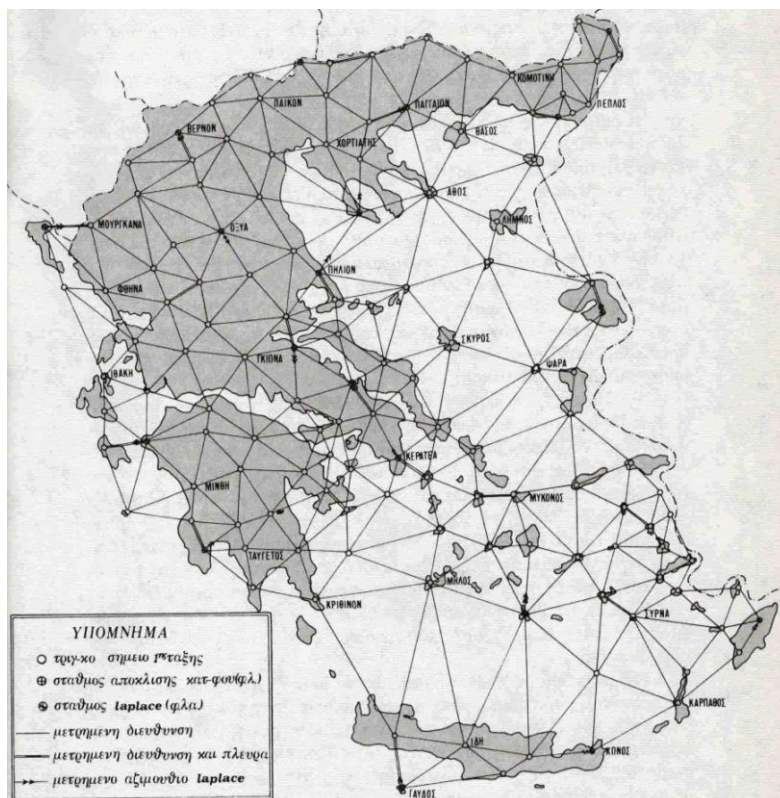 ΚΟΜΟΤΙΝΗ
ΠΕΠΛΟΣ
ΠΑΙΚΟΝ
ΠΑΓΓΑΙΟΝ
ΒΕΡΝΟΝ
ΧΟΡΤΙΑΤΗΣ
ΘΑΣΟΣ
ΑΘΩΣ
ΛΗΜΝΟΣ
ΜΟΥΡΓΚΑΝΑ
ΟΞΥΑ
ΠΗΛΙΟΝ
ΦΘΗΝΑ
ΣΚΥΡΟΣ
ΓΚΙΩΝΑ
ΨΑΡΑ
ΙΘΑΚΗ
ΚΕΡΑΤΕΑ
ΜΙΝΘΗ
ΜΥΚΟΝΟΣ
ΤΑΥΓΕΤΟΣ
ΜΗΛΟΣ
ΚΡΙΘΙΝΟΝ
ΣΥΡΝΑ
ΚΑΡΠΑΘΟΣ
ΙΔΗ
ΚΩΝΟΣ
ΓΑΥΔΟΣ
ΥΠΟΜΝΗΜΑ
τριγ-κο σημειο 1ης ταξης
σταθμος αποκλισης κατ-φου(φλ)
σταθμος laplace (φλα)
μετρημενη διευθυνση
μετρημενη διευθυνση και πλευρα
μετρημενο αζιμουθιο laplace